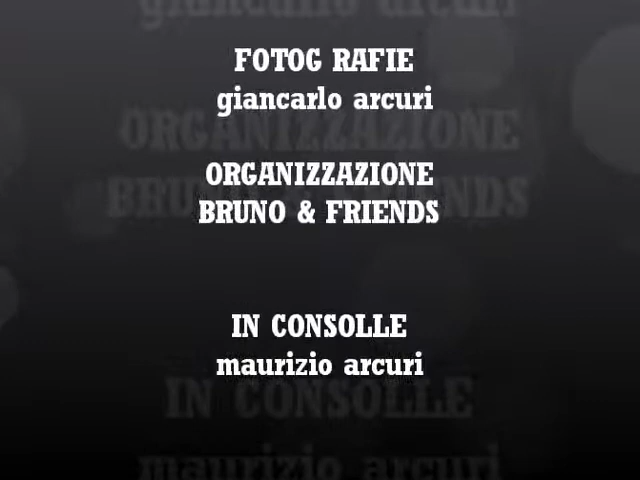 FOTOG RAFIE
giancarlo arcuri
ORGANIZZAZIONE
BRUNO & FRIENDS
IN CONSOLLE
maurizio arcuri